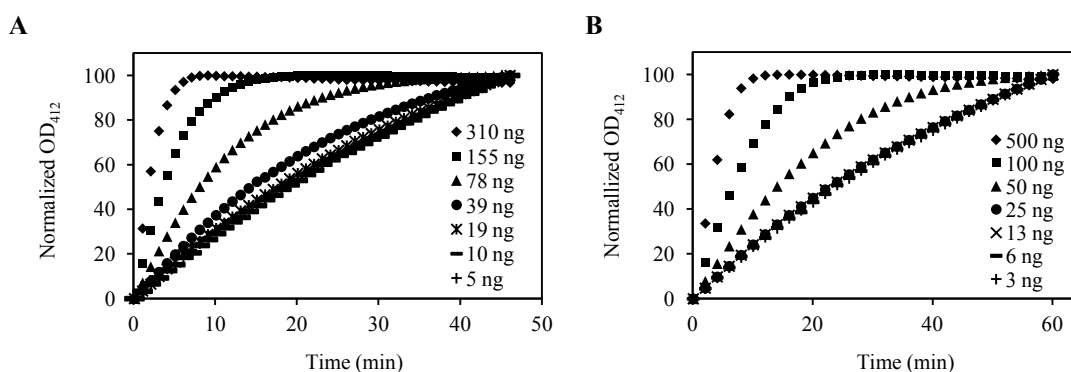 A
Normalized OD412
100
80
60
40
20
0
310 ng
155 ng
78 ng
39 ng
19 ng
10 ng
5 ng
0 10 20 30 40 50
Time (min)
B
Normallized OD412
100
80
60
40
20
0
500 ng
100 ng
50 ng
25 ng
13 ng
6 ng
3 ng
0 20 40 60
Time (min)